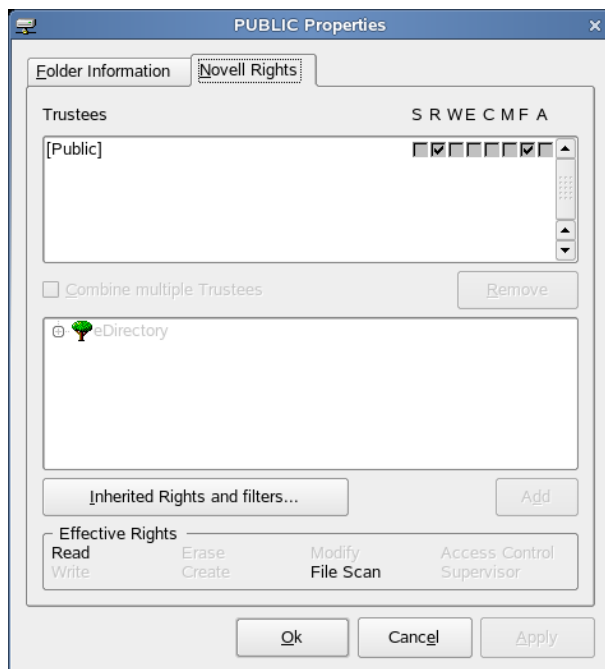 PUBLIC Properties
Folder Information Novell Rights
Trustees S R W E C M F A
[Public]
Combine multiple Trustees Remove
eDirectory
Inherited Rights and filters... Add
Effective Rights
Read Erase Modify Access Control
Write Create File Scan Supervisor
Ok Cancel Apply